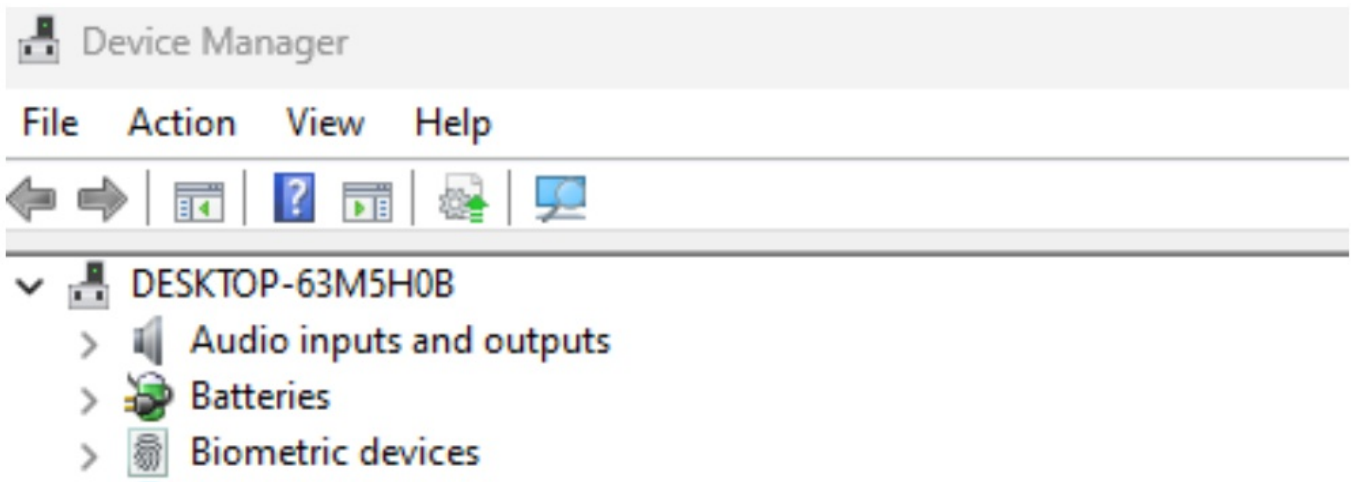 Device Manager
File Action View Help
?
DESKTOP-63M5H0B
Audio inputs and outputs
Batteries
Biometric devices